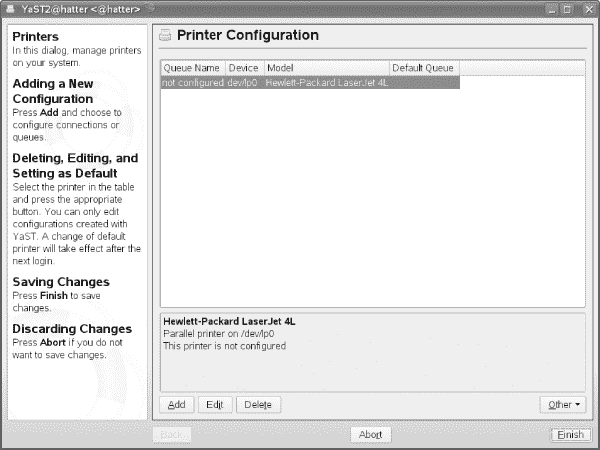 YaST2@hatter <@hatter>
Printers
In this dialog, manage printers
on your system.
Adding a New
Configuration
Press Add and choose to
configure connections or
queues.
Deleting, Editing, and
Setting as Default
Select the printer in the table
and press the appropriate
button. You can only edit
configurations created with
YaST. A change of default
printer will take effect after the
next login.
Saving Changes
Press Finish to save
changes.
Discarding Changes
Press Abort if you do not
want to save changes.
Printer Configuration
Queue Name Device Model Default Queue
not configured dev/lp0 Hewlett-Packard LaserJet 4L
Hewlett-Packard LaserJet 4L
Parallel printer on /dev/lp0
This printer is not configured
Add Edit Delete Other
Back Abort Finish